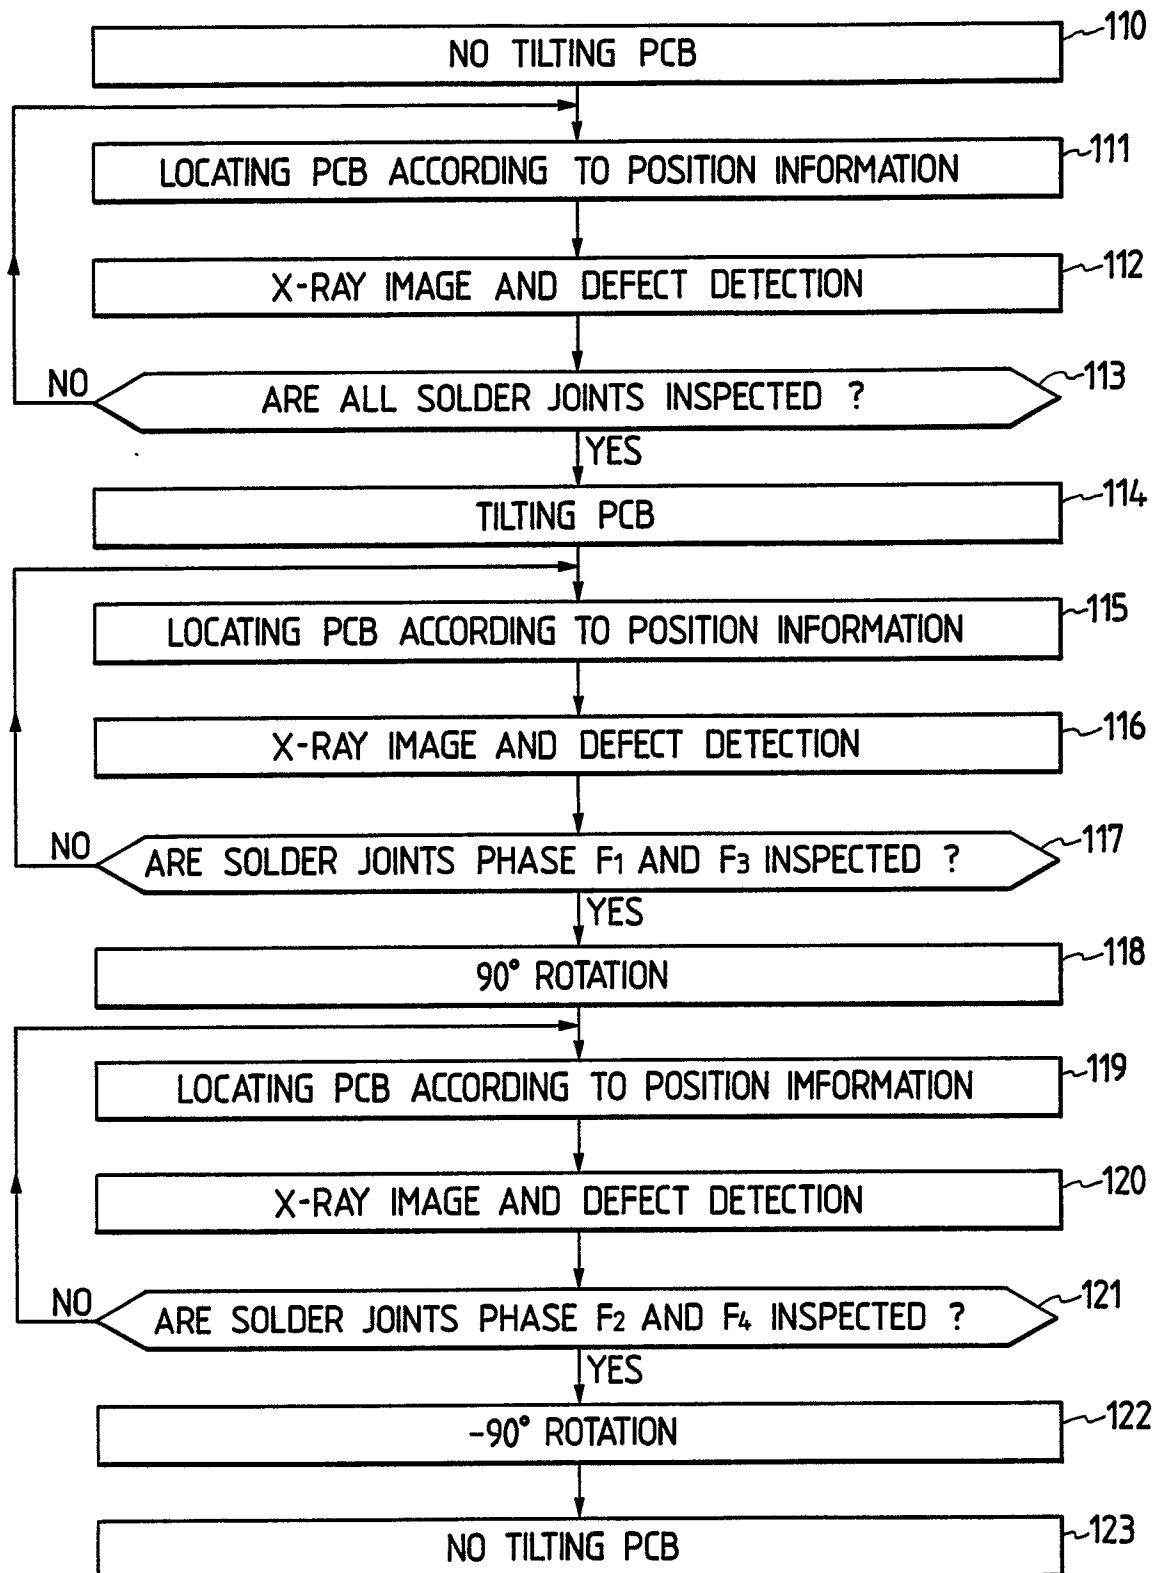 110
NO TILTING PCB
111
LOCATING PCB ACCORDING TO POSITION INFORMATION
112
X-RAY IMAGE AND DEFECT DETECTION
113
NO
ARE ALL SOLDER JOINTS INSPECTED ?
YES
114
TILTING PCB
115
LOCATING PCB ACCORDING TO POSITION INFORMATION
116
X-RAY IMAGE AND DEFECT DETECTION
117
NO
ARE SOLDER JOINTS PHASE F1 AND F3 INSPECTED ?
YES
118
90° ROTATION
119
LOCATING PCB ACCORDING TO POSITION IMFORMATION
120
X-RAY IMAGE AND DEFECT DETECTION
121
NO
ARE SOLDER JOINTS PHASE F2 AND F4 INSPECTED ?
YES
122
-90° ROTATION
123
NO TILTING PCB